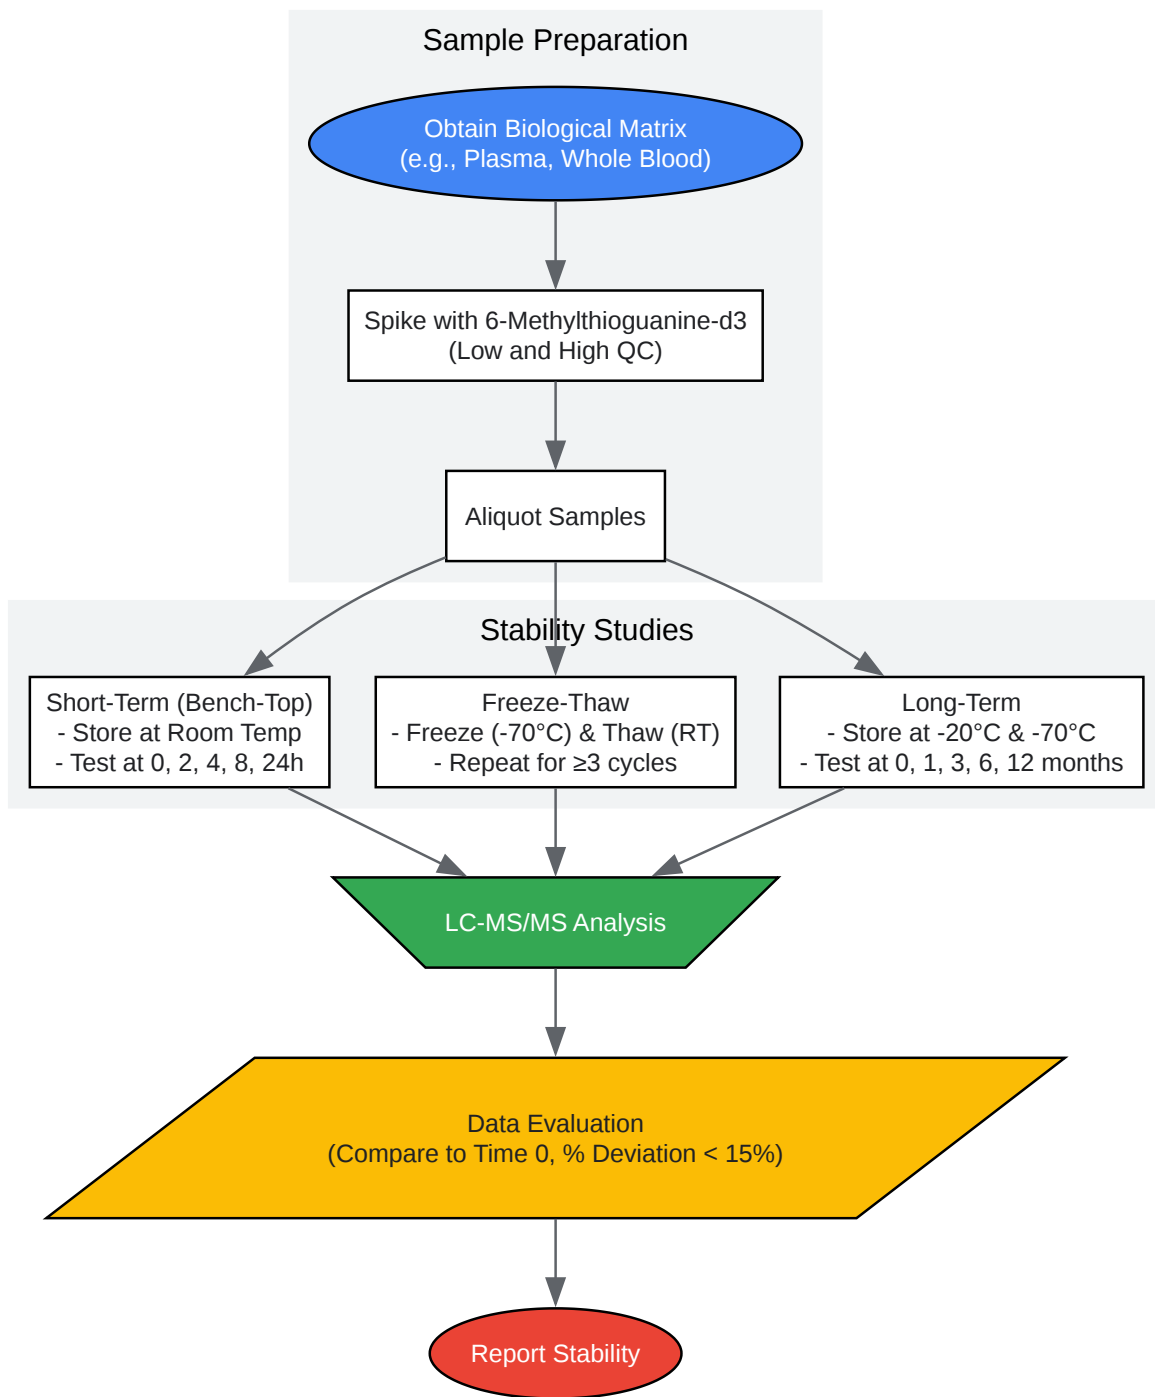 Sample Preparation
Obtain Biological Matrix
(e.g., Plasma, Whole Blood)
Spike with 6-Methylthioguanine-d3
(Low and High QC)
Aliquot Samples
Stability Studies
Short-Term (Bench-Top)
- Store at Room Temp
- Test at 0, 2, 4, 8, 24h
Freeze-Thaw
- Freeze (-70°C) & Thaw (RT)
- Repeat for ≥3 cycles
Long-Term
- Store at -20°C & -70°C
- Test at 0, 1, 3, 6, 12 months
LC-MS/MS Analysis
Data Evaluation
(Compare to Time 0, % Deviation < 15%)
Report Stability